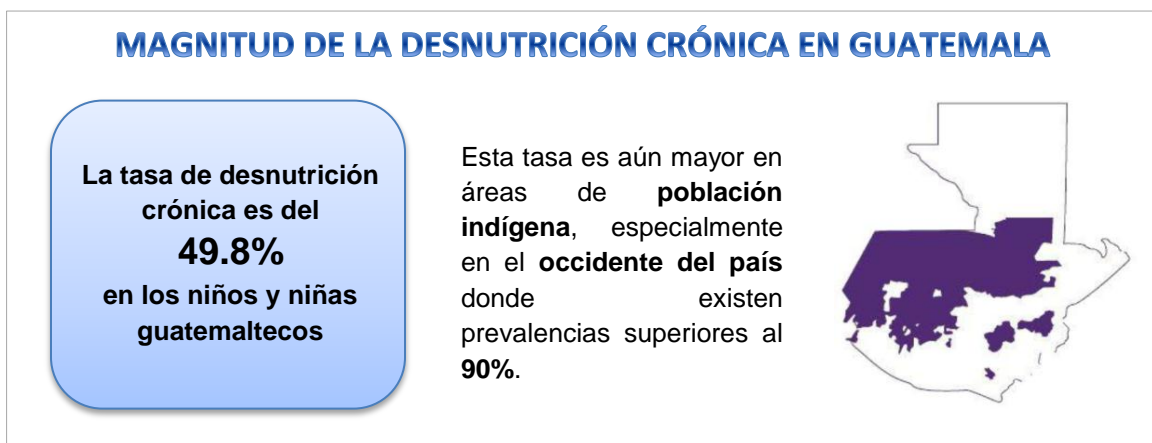 MAGNITUD DE LA DESNUTRICIÓN CRÓNICA EN GUATEMALA
La tasa de desnutrición
crónica es del
49.8%
en los niños y niñas
guatemaltecos
Esta tasa es aún mayor en
áreas de población
indígena, especialmente
en el occidente del país
donde existen
prevalencias superiores al
90%.